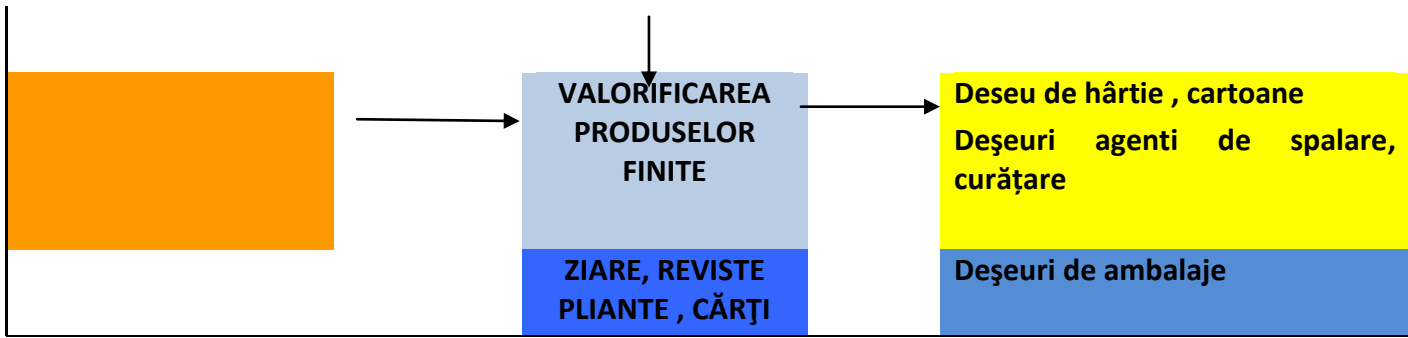 VALORIFICAREA
PRODUSELOR
FINITE
Deseu de hârtie , cartoane
Deşeuri agenti de spalare,
curățare
ZIARE, REVISTE
PLIANTE , CĂRŢI
Deşeuri de ambalaje